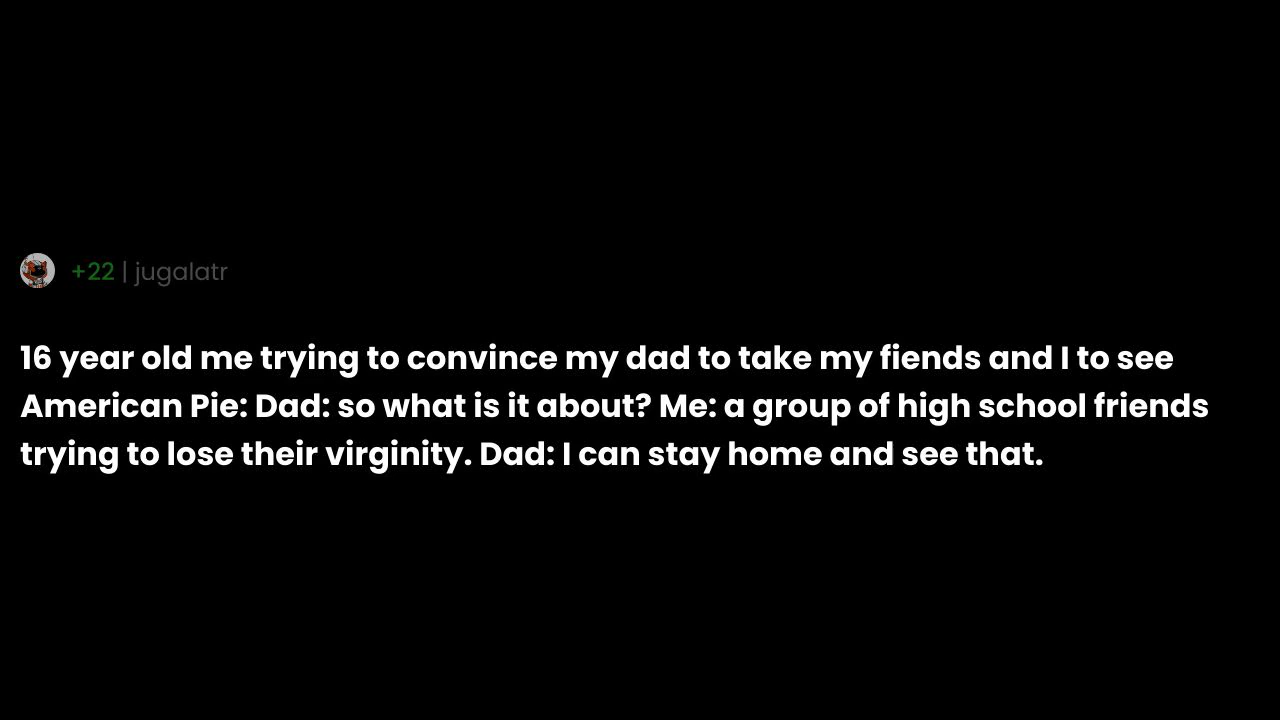 +22 | jugalatr
16 year old me trying to convince my dad to take my fiends and I to see
American Pie: Dad: so what is it about? Me: a group of high school friends
trying to lose their virginity. Dad: I can stay home and see that.